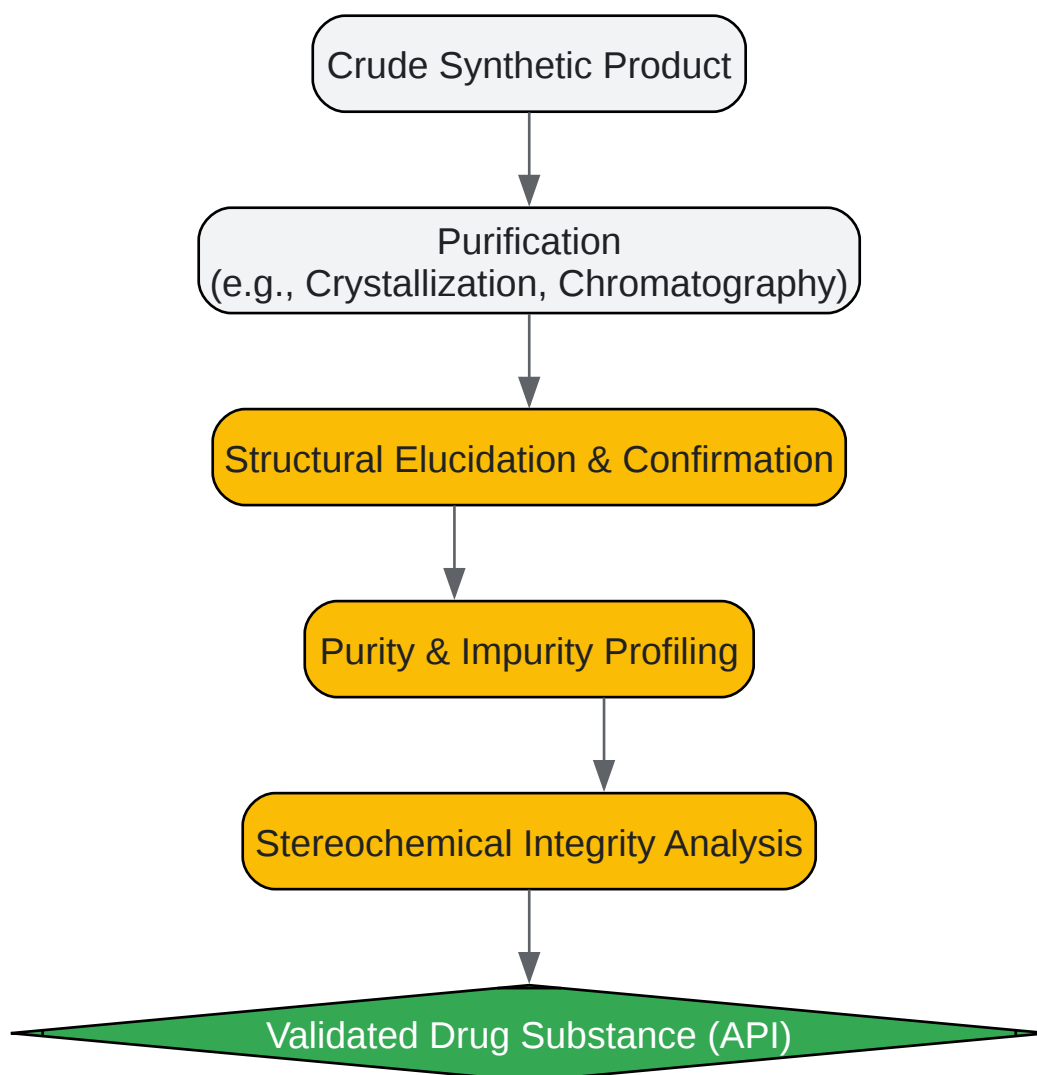 Crude Synthetic Product
Purification
(e.g., Crystallization, Chromatography)
Structural Elucidation & Confirmation
Purity & Impurity Profiling
Stereochemical Integrity Analysis
Validated Drug Substance (API)